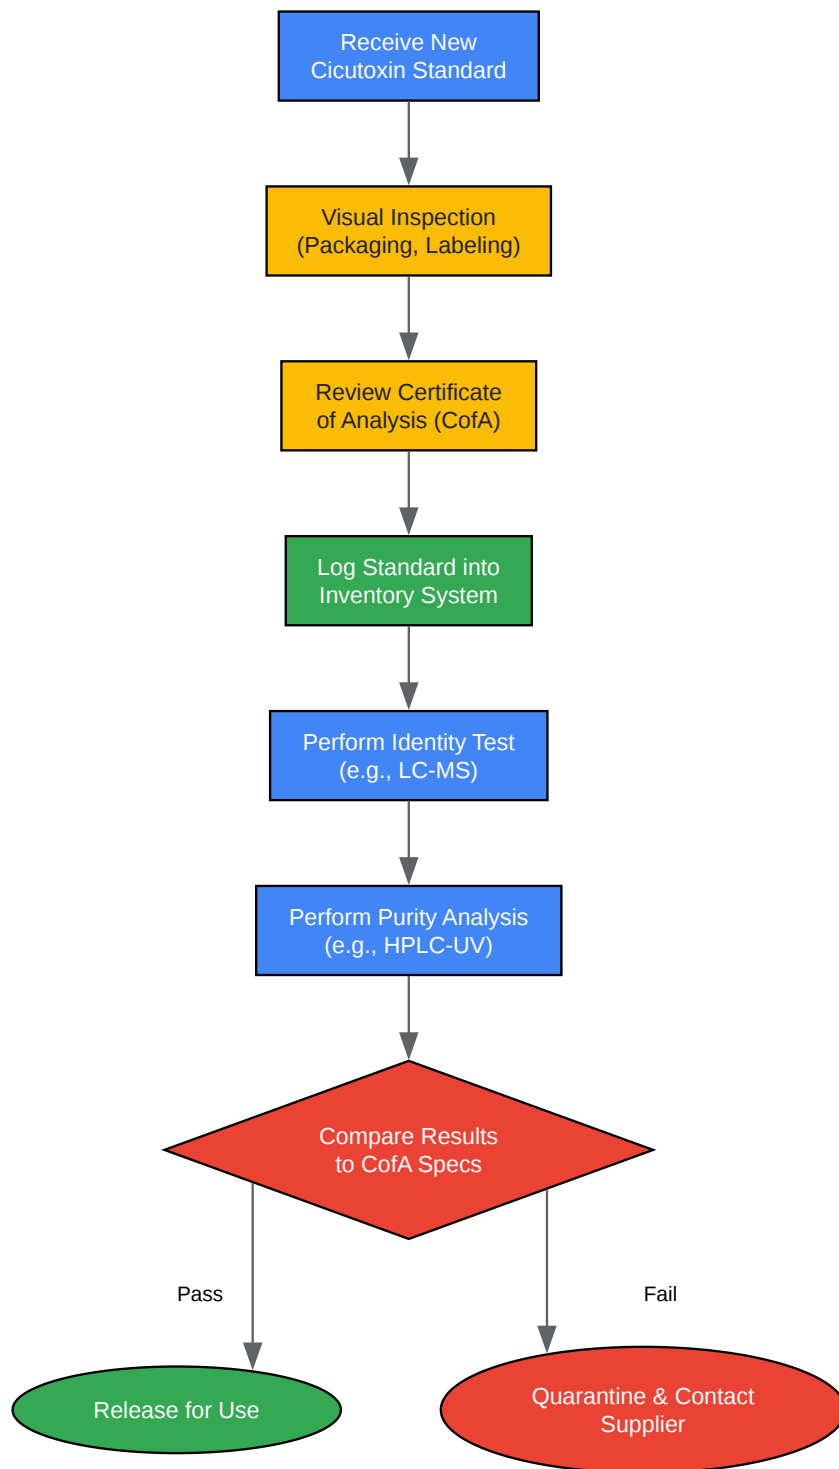 Receive New
Cicutoxin Standard
Visual Inspection
(Packaging, Labeling)
Review Certificate
of Analysis (CofA)
Log Standard into
Inventory System
Perform Identity Test
(e.g., LC-MS)
Perform Purity Analysis
(e.g., HPLC-UV)
Compare Results
to CofA Specs
Pass
Fail
Release for Use
Quarantine & Contact
Supplier